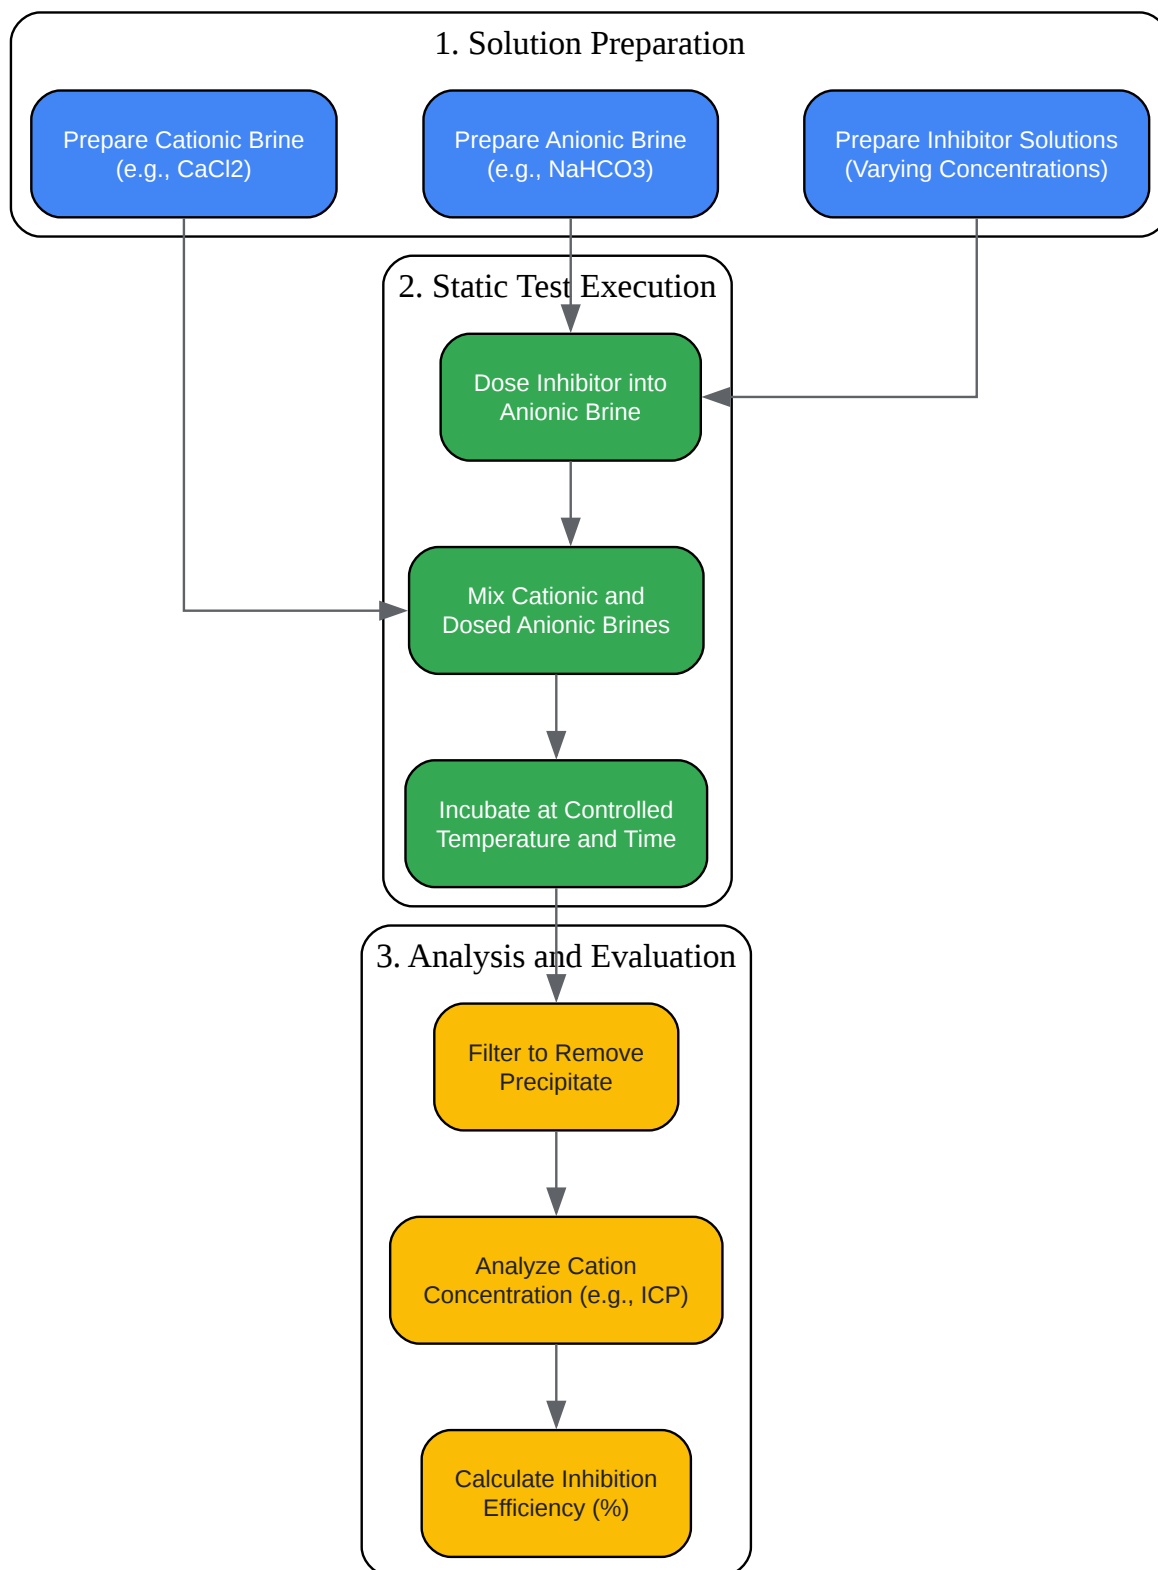 1. Solution Preparation
Prepare Cationic Brine
(e.g., CaCl2)
Prepare Anionic Brine
(e.g., NaHCO3)
Prepare Inhibitor Solutions
(Varying Concentrations)
2. Static Test Execution
Dose Inhibitor into
Anionic Brine
Mix Cationic and
Dosed Anionic Brines
Incubate at Controlled
Temperature and Time
3. Analysis and Evaluation
Filter to Remove
Precipitate
Analyze Cation
Concentration (e.g., ICP)
Calculate Inhibition
Efficiency (%)